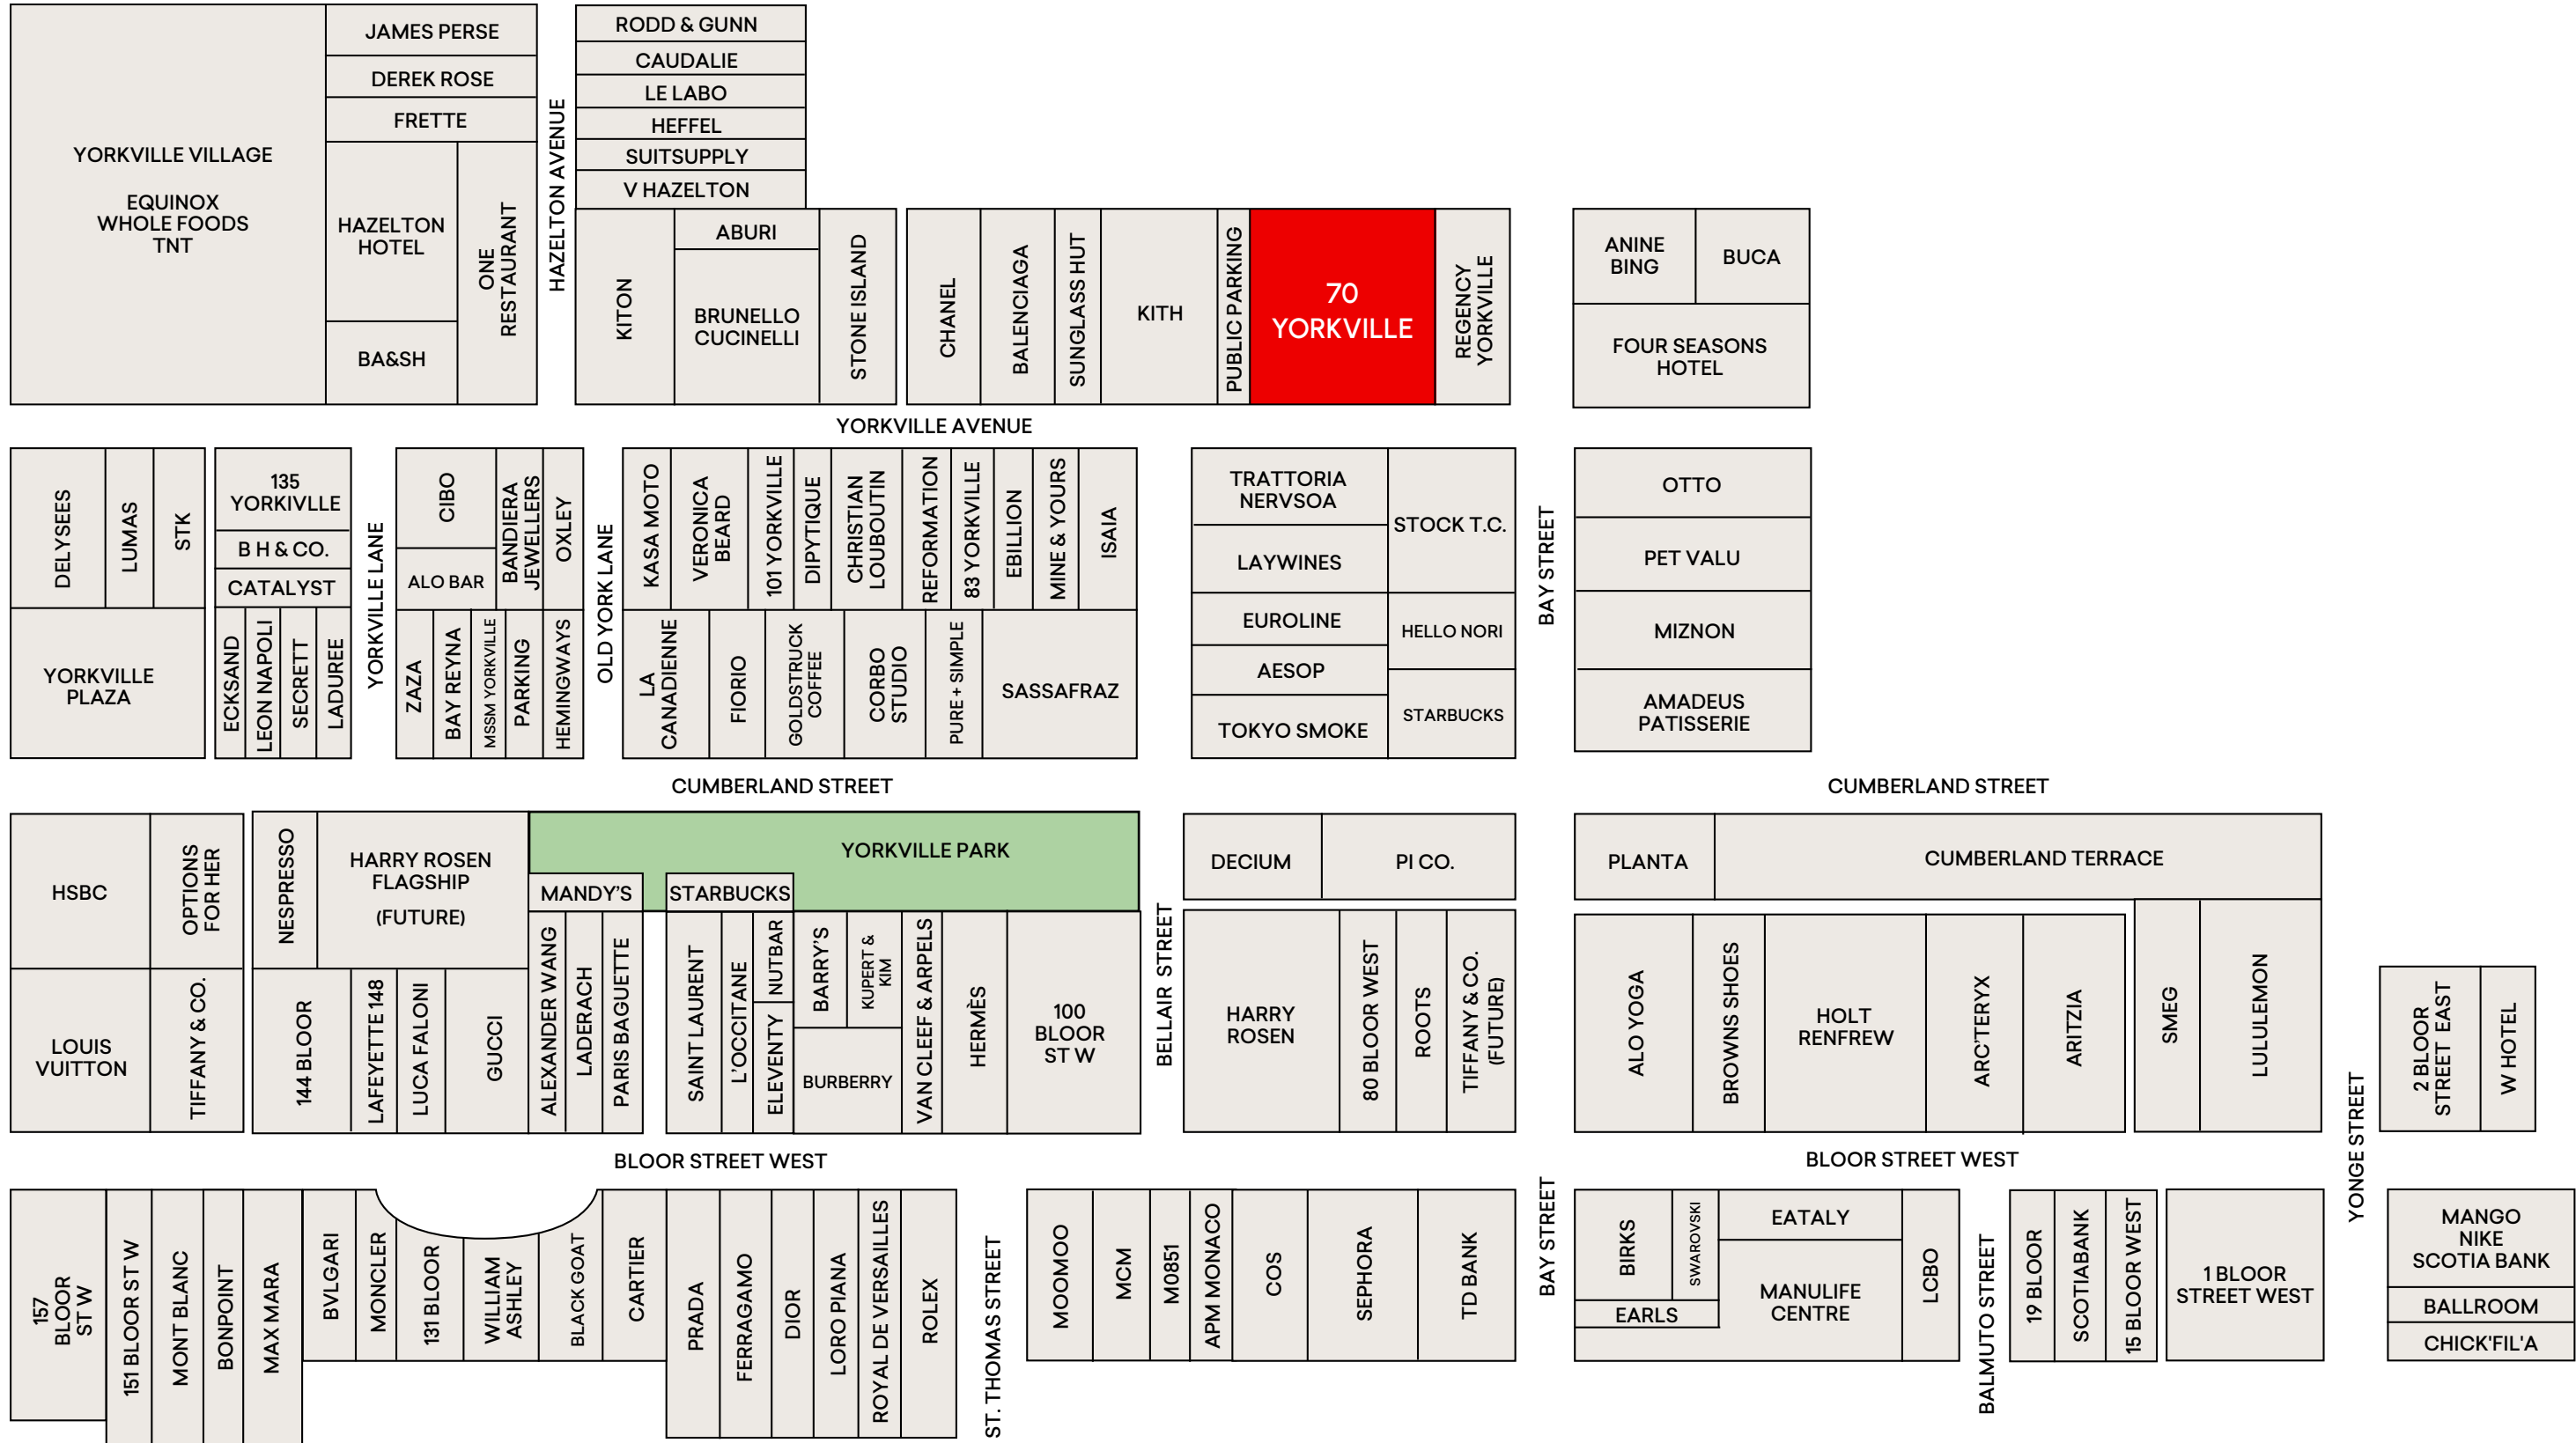 YORKVILLE VILLAGE
EQUINOX
WHOLE FOODS
TNT
JAMES PERSE
DEREK ROSE
FRETTE
HAZELTON
HOTEL
BA&SH
ONE
RESTAURANT
HAZELTON AVENUE
RODD & GUNN
CAUDALIE
LE LABO
HEFFEL
SUITSUPPLY
V HAZELTON
KITON
ABURI
BRUNELLO
CUCINELLI
STONE ISLAND
CHANEL
BALENCIAGA
SUNGLASS HUT
KITH
PUBLIC PARKING
70
YORKVILLE
REGENCY
YORKVILLE
ANINE
BING
BUCA
FOUR SEASONS
HOTEL
YORKVILLE AVENUE
DELYSEES
LUMAS
STK
YORKVILLE
PLAZA
135
YORKIVLLE
B H & CO.
CATALYST
ECKSAND
LEON NAPOLI
SECRETT
LADUREE
YORKVILLE LANE
CIBO
ALO BAR
BANDIERA
JEWELLERS
OXLEY
ZAZA
BAY REYNA
MSSM YORKVILLE
PARKING
HEMINGWAYS
OLD YORK LANE
KASA MOTO
VERONICA
BEARD
101 YORKVILLE
DIPYTIQUE
CHRISTIAN
LOUBOUTIN
REFORMATION
83 YORKVILLE
EBILLION
MINE & YOURS
ISAIA
LA
CANADIENNE
FIORIO
GOLDSTRUCK
COFFEE
CORBO
STUDIO
PURE + SIMPLE
SASSAFRAZ
TRATTORIA
NERVSOA
LAYWINES
EUROLINE
AESOP
TOKYO SMOKE
STOCK T.C.
HELLO NORI
STARBUCKS
BAY STREET
OTTO
PET VALU
MIZNON
AMADEUS
PATISSERIE
CUMBERLAND STREET
CUMBERLAND STREET
HSBC
OPTIONS
FOR HER
LOUIS
VUITTON
TIFFANY & CO.
NESPRESSO
HARRY ROSEN
FLAGSHIP
(FUTURE)
144 BLOOR
LAFFEYETTE 148
LUCA FALONI
GUCCI
YORKVILLE PARK
MANDY'S
STARBUCKS
ALEXANDER WANG
LADERACH
PARIS BAGUETTE
SAINT LAURENT
L'OCCITANE
NUTBAR
ELEVENTY
BARRY'S
KUPERT &
KIM
BURBERRY
VAN CLEEF & ARPELS
HERMÈS
100
BLOOR
ST W
BELLAIR STREET
DECIUM
PI CO.
HARRY
ROSEN
80 BLOOR WEST
ROOTS
TIFFANY & CO.
(FUTURE)
PLANTA
CUMBERLAND TERRACE
ALO YOGA
BROWNS SHOES
HOLT
RENFREW
ARC'TERYX
ARITZIA
SMEG
LULULEMON
2 BLOOR
STREET EAST
W HOTEL
YONGE STREET
BLOOR STREET WEST
BLOOR STREET WEST
157
BLOOR
ST W
151 BLOOR ST W
MONT BLANC
BONPOINT
MAX MARA
BVLGARI
MONCLER
131 BLOOR
WILLIAM
ASHLEY
BLACK GOAT
CARTIER
PRADA
FERRAGAMO
DIOR
LORO PIANA
ROYAL DE VERSAILLES
ROLEX
ST. THOMAS STREET
MOOMOO
MCM
M0851
APM MONACO
COS
SEPHORA
TD BANK
BAY STREET
BIRKS
SWAROVSKI
EARLS
EATALY
MANULIFE
CENTRE
LCBO
BALMUTO STREET
19 BLOOR
SCOTIABANK
15 BLOOR WEST
1 BLOOR
STREET WEST
MANGO
NIKE
SCOTIA BANK
BALLROOM
CHICK'FIL'A